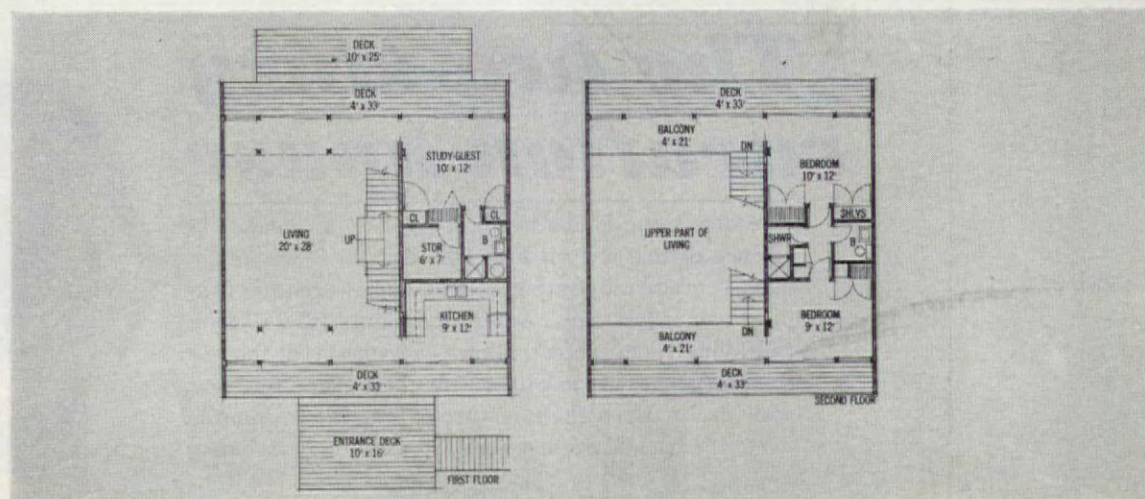 DECK
10' x 25'
DECK
4' x 33'
STUDY-GUEST
10' x 12'
CL
CL
LIVING
20' x 28'
UP
STOR
6' x 7'
B
KITCHEN
9' x 12'
DECK
4' x 33'
ENTRANCE DECK
10' x 16'
FIRST FLOOR
DECK
4' x 33'
BALCONY
4' x 21'
DN
BEDROOM
10' x 12'
SHLVS
UPPER PART OF
LIVING
SHWR
B
BEDROOM
9' x 12'
DN
BALCONY
4' x 21'
DECK
4' x 33'
SECOND FLOOR